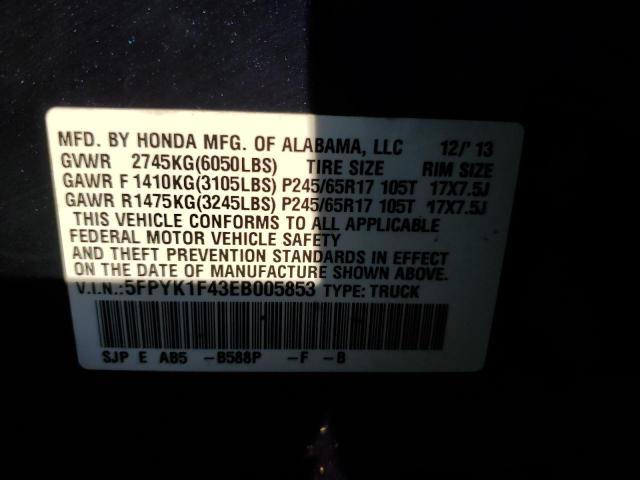 MFD. BY HONDA MFG. OF ALABAMA, LLC 12/'13
GVWR 2745KG(6050LBS) TIRE SIZE RIM SIZE
GAWR F 1410KG(3105LBS) P245/65R17 105T 17X7.5J
GAWR R1475KG(3245LBS) P245/65R17 105T 17X7.5J
THIS VEHICLE CONFORMS TO ALL APPLICABLE
FEDERAL MOTOR VEHICLE SAFETY
AND THEFT PREVENTION STANDARDS IN EFFECT
ON THE DATE OF MANUFACTURE SHOWN ABOVE.
V.I.N.:5FPYK1F43EB005853 TYPE: TRUCK
SJP E AB5 -B588P -F -B